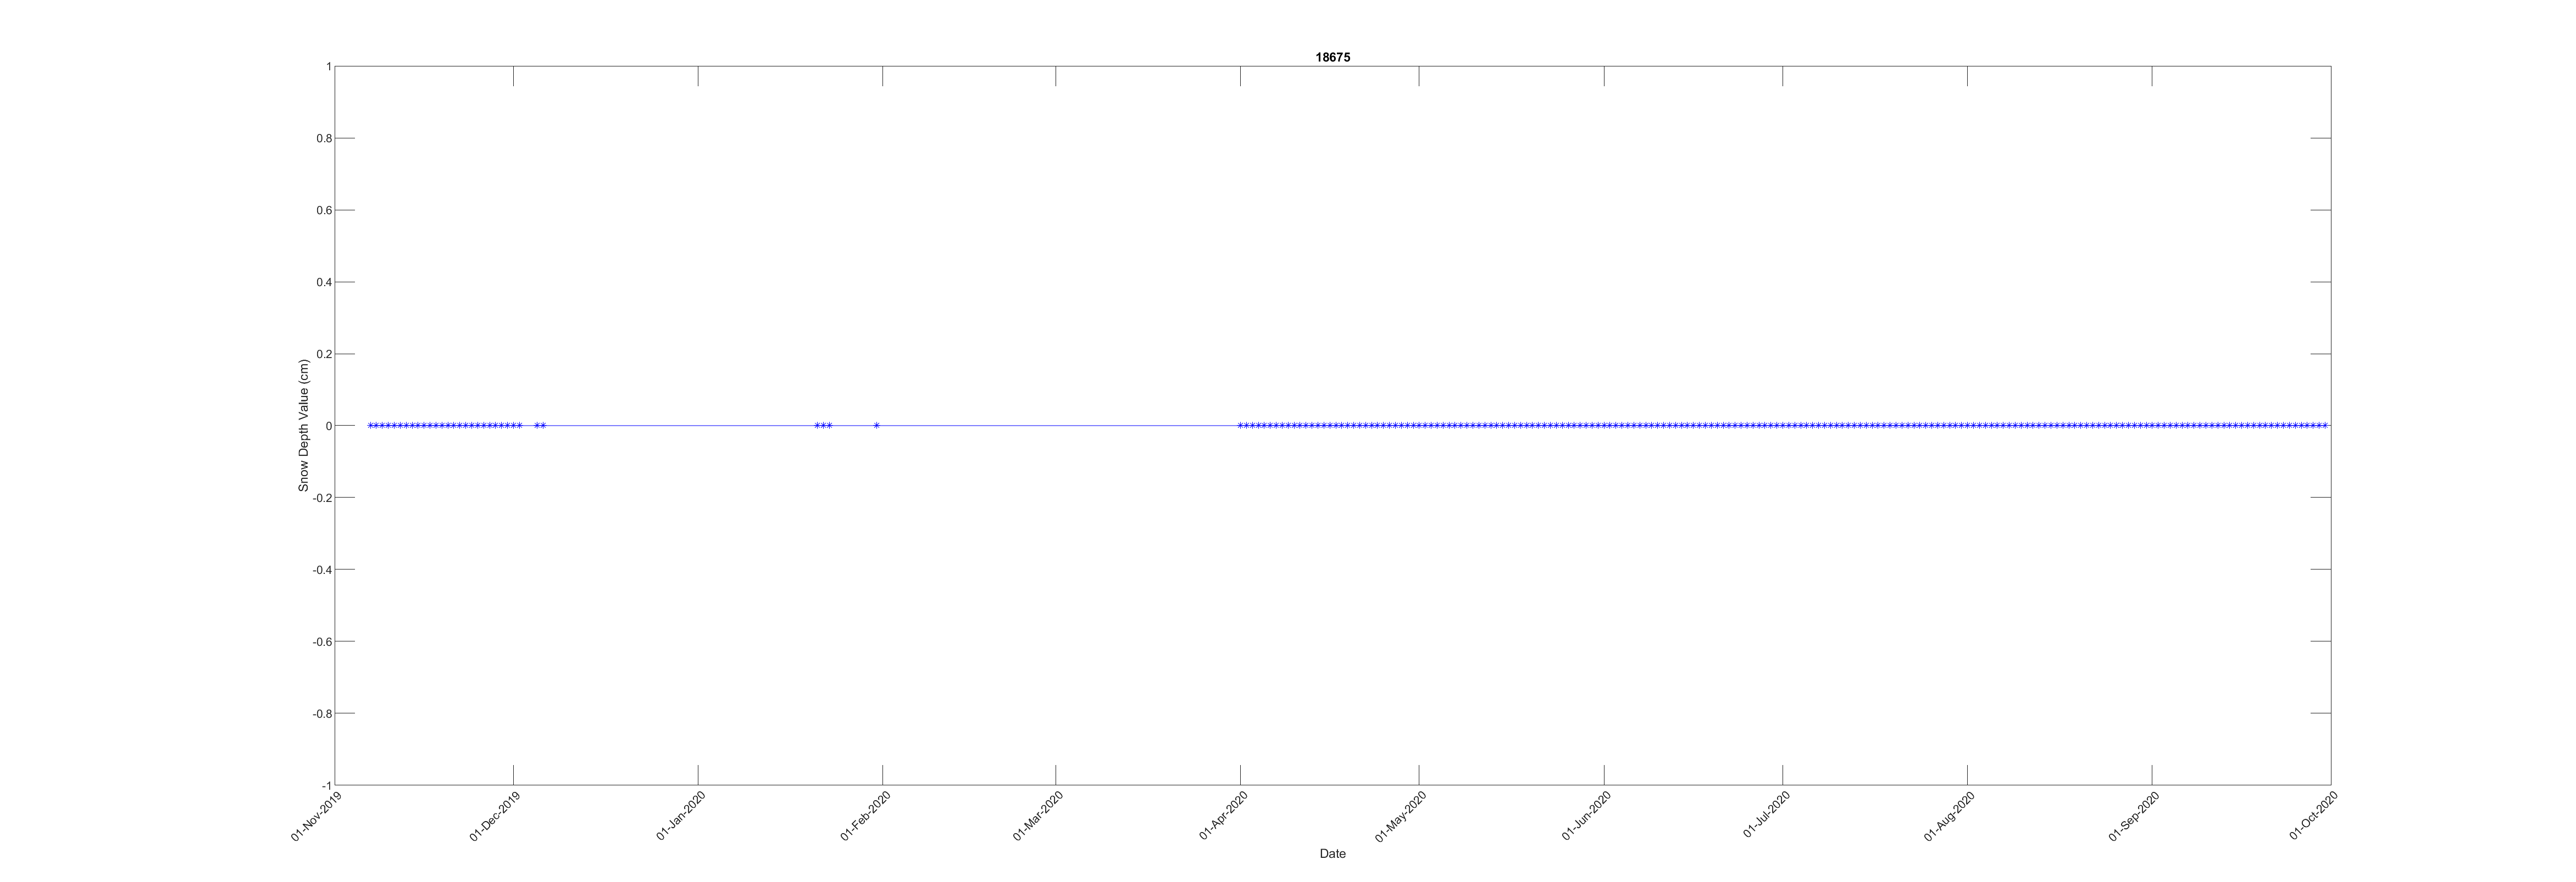 18675
1
0.8
0.6
0.4
0.2
0
-0.2
-0.4
-0.6
-0.8
-1
Snow Depth Value (cm)
01-Nov-2019
01-Dec-2019
01-Jan-2020
01-Feb-2020
01-Mar-2020
01-Apr-2020
01-May-2020
01-Jun-2020
01-Jul-2020
01-Aug-2020
01-Sep-2020
01-Oct-2020
Date